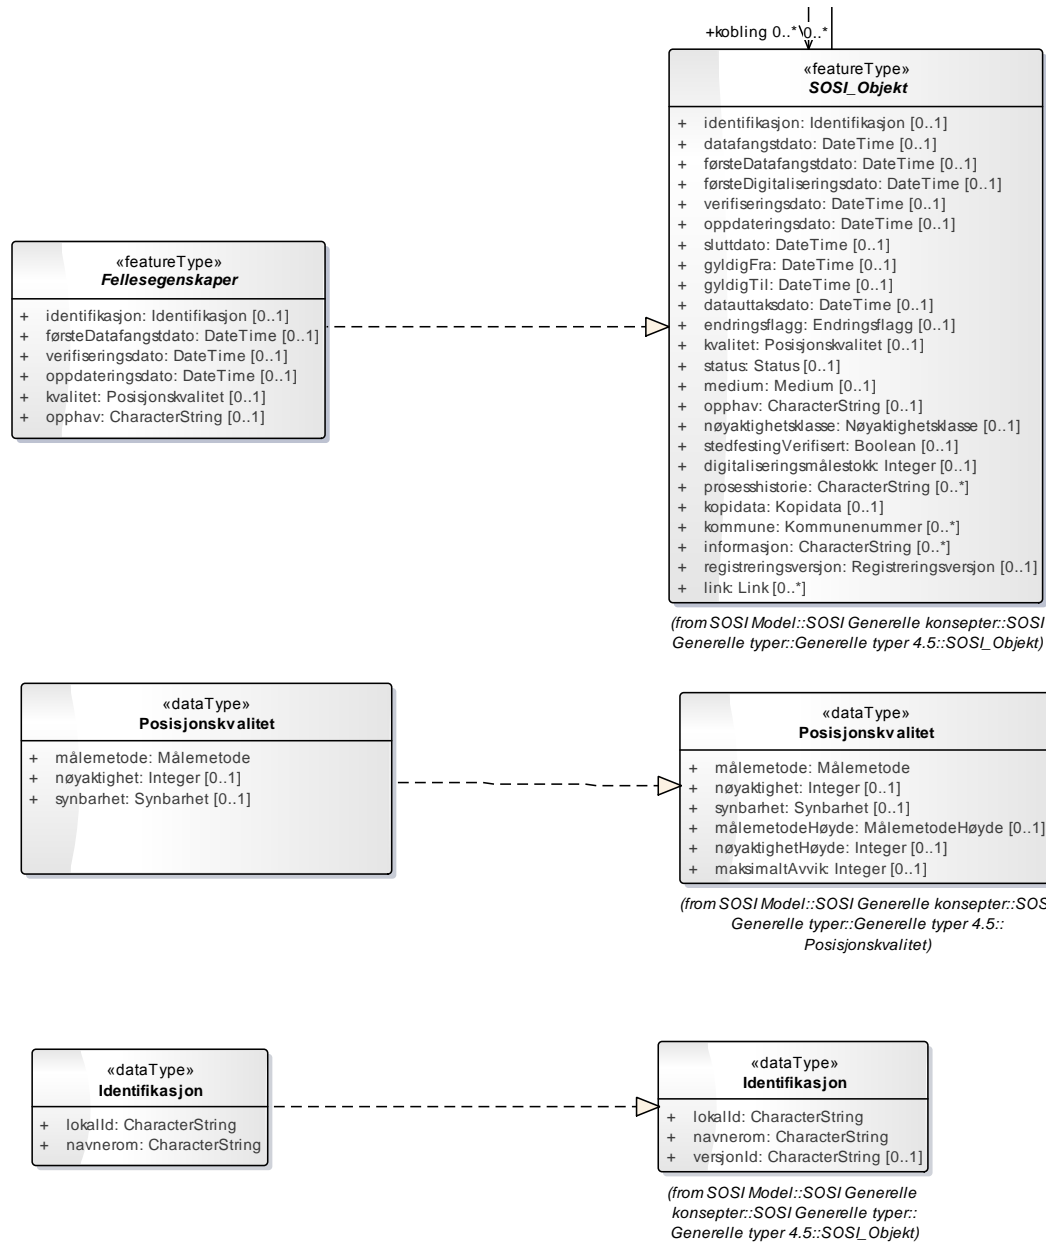 +kobling 0..* 0..*
«featureType»
SOSI_Objekt
+ identifikasjon: Identifikasjon [0..1]
+ datafangstdato: DateTime [0..1]
+ førsteDatafangstdato: DateTime [0..1]
+ førsteDigitaliseringsdato: DateTime [0..1]
+ verifiseringsdato: DateTime [0..1]
+ oppdateringsdato: DateTime [0..1]
+ sluttdato: DateTime [0..1]
+ gyldigFra: DateTime [0..1]
+ gyldigTil: DateTime [0..1]
+ datauttaksdato: DateTime [0..1]
+ endringsflagg: Endringsflagg [0..1]
+ kvalitet: Posisjonskvalitet [0..1]
+ status: Status [0..1]
+ medium: Medium [0..1]
+ opphav: CharacterString [0..1]
+ nøyaktighetsklasse: Nøyaktighetsklasse [0..1]
+ stedfestingVerifisert: Boolean [0..1]
+ digitaliseringsmålestokk: Integer [0..1]
+ prosesshistorie: CharacterString [0..*]
+ kopidata: Kopidata [0..1]
+ kommune: Kommunenummer [0..*]
+ informasjon: CharacterString [0..*]
+ registreringsversjon: Registreringsversjon [0..1]
+ link: Link [0..*]
(from SOSI Model::SOSI Generelle konsepter::SOSI
Generelle typer::Generelle typer 4.5::SOSI_Objekt)
«featureType»
Fellesegenskaper
+ identifikasjon: Identifikasjon [0..1]
+ førsteDatafangstdato: DateTime [0..1]
+ verifiseringsdato: DateTime [0..1]
+ oppdateringsdato: DateTime [0..1]
+ kvalitet: Posisjonskvalitet [0..1]
+ opphav: CharacterString [0..1]
«dataType»
Posisjonskvalitet
+ målemetode: Målemetode
+ nøyaktighet: Integer [0..1]
+ synbarhet: Synbarhet [0..1]
«dataType»
Posisjonskvalitet
+ målemetode: Målemetode
+ nøyaktighet: Integer [0..1]
+ synbarhet: Synbarhet [0..1]
+ målemetodeHøyde: MålemetodeHøyde [0..1]
+ nøyaktighetHøyde: Integer [0..1]
+ maksimaltAvvik: Integer [0..1]
(from SOSI Model::SOSI Generelle konsepter::SOS
Generelle typer::Generelle typer 4.5::
Posisjonskvalitet)
«dataType»
Identifikasjon
+ lokalId: CharacterString
+ navnerom: CharacterString
«dataType»
Identifikasjon
+ lokalId: CharacterString
+ navnerom: CharacterString
+ versjonId: CharacterString [0..1]
(from SOSI Model::SOSI Generelle
konsepter::SOSI Generelle typer::
Generelle typer 4.5::SOSI_Objekt)